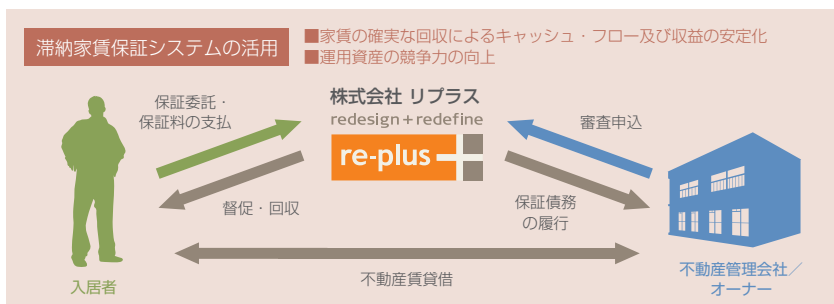 滞納家賃保証システムの活用
■家賃の確実な回収によるキャッシュ・フロー及び収益の安定化
■運用資産の競争力の向上
保証委託・
保証料の支払
株式会社 リプラス
redesign+redefine
re-plus
審査申込
督促・回収
保証債務
の履行
不動産賃貸借
入居者
不動産管理会社／
オーナー